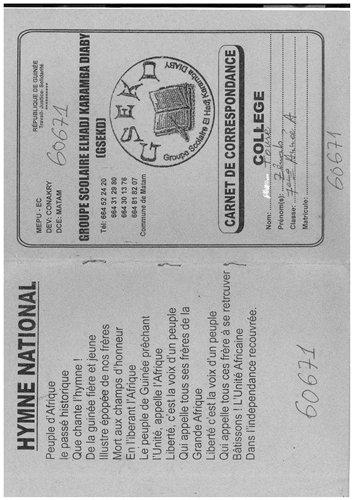 RÉPUBLIQUE DE GUINÉE
Travail- Justice- Solidarité
60671
MEPU - EC
DEV: CONAKRY
DCE: MATAM
GROUPE SCOLAIRE ELHADJ KARAMBA DIABY
(GSEKD)
Tél: 664 52 24 20
664 31 29 80
664 30 13 76
664 81 82 07
Commune de Matam
GSEKD
Groupe Scolaire El Hadj Karamba DIABY
CARNET DE CORRESPONDANCE
COLLEGE
Nom:
Prénom(s):
Classe: 7ème Année A
Matricule:
HYMNE NATIONAL
Peuple d'Afrique
le passé historique
Que chante l'hymne !
De la guinée fière et jeune
Illustre épopée de nos frères
Mort aux champs d'honneur
En l'iberant l'Afrique
Le peuple de Guinée prêchant
l'Unité, appelle l'Afrique
Liberté, c'est la voix d'un peuple
Qui appelle tous ses frères de la
Grande Afrique
Liberté c'est la voix d'un peuple
Qui appelle tous ces frère à se retrouver
Bâtissons ! L'Unité Africaine
Dans l'indépendance recouvrée.
60671